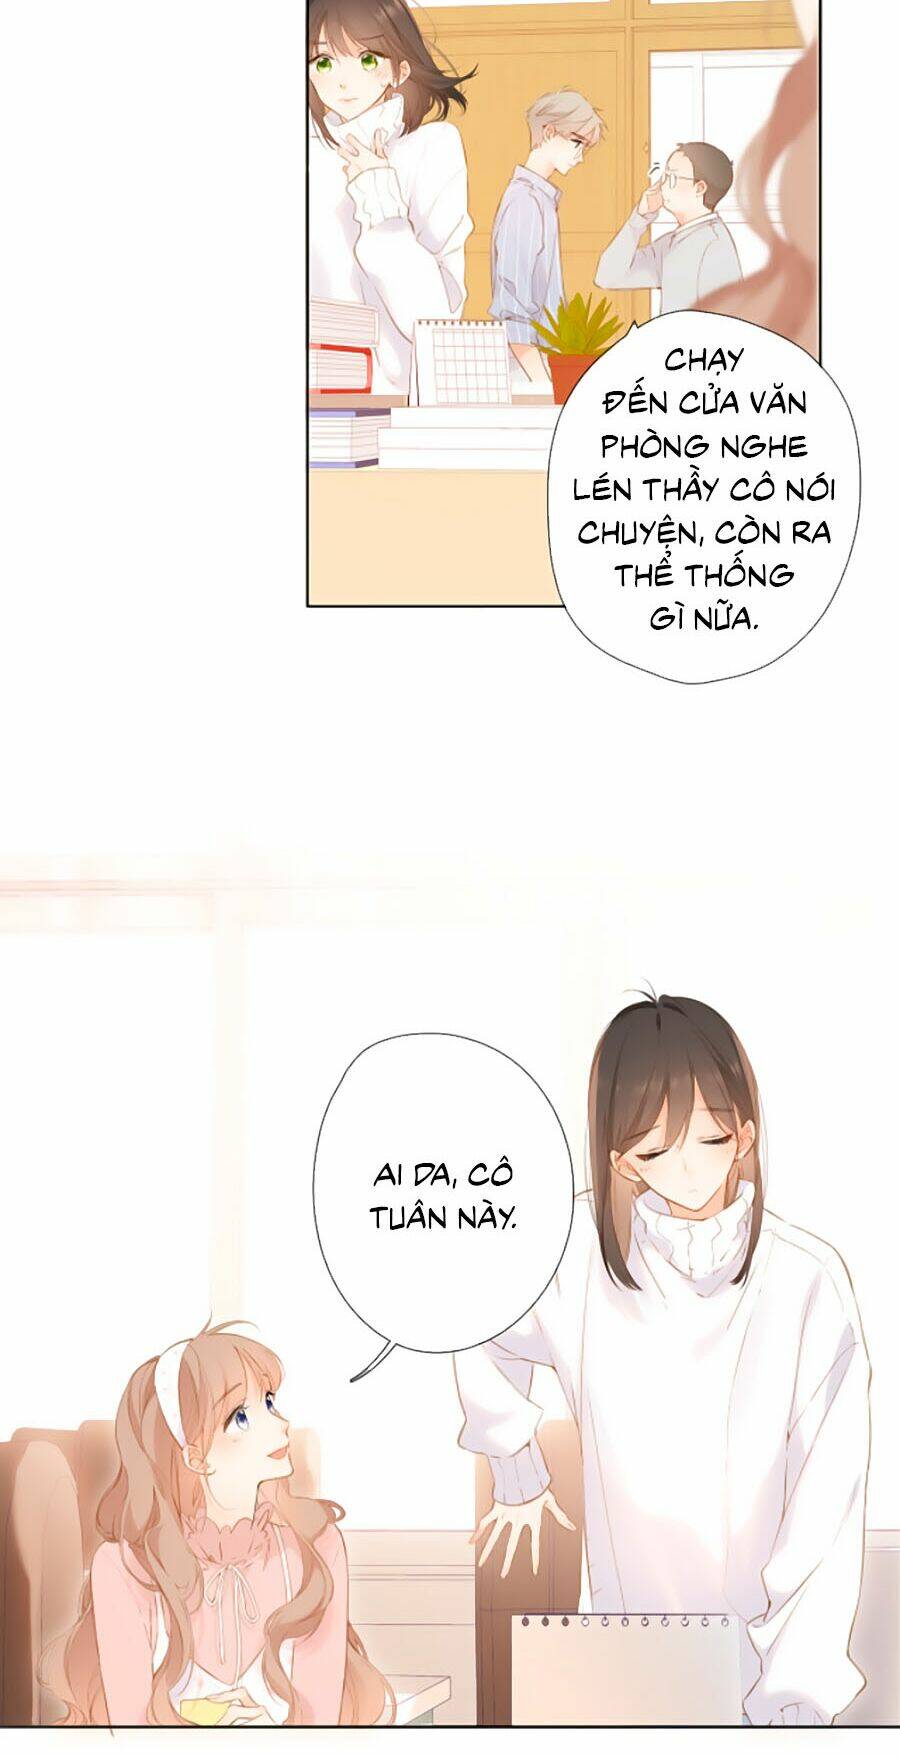 CHẠY
ĐẾN CỬA VĂN
PHÒNG NGHE
LÉN THẦY CÔ NÓI
CHUYỆN, CÒN RA
THỂ THỐNG
GÌ NỮA.
AI DA, CÔ
TUÂN NÀY.